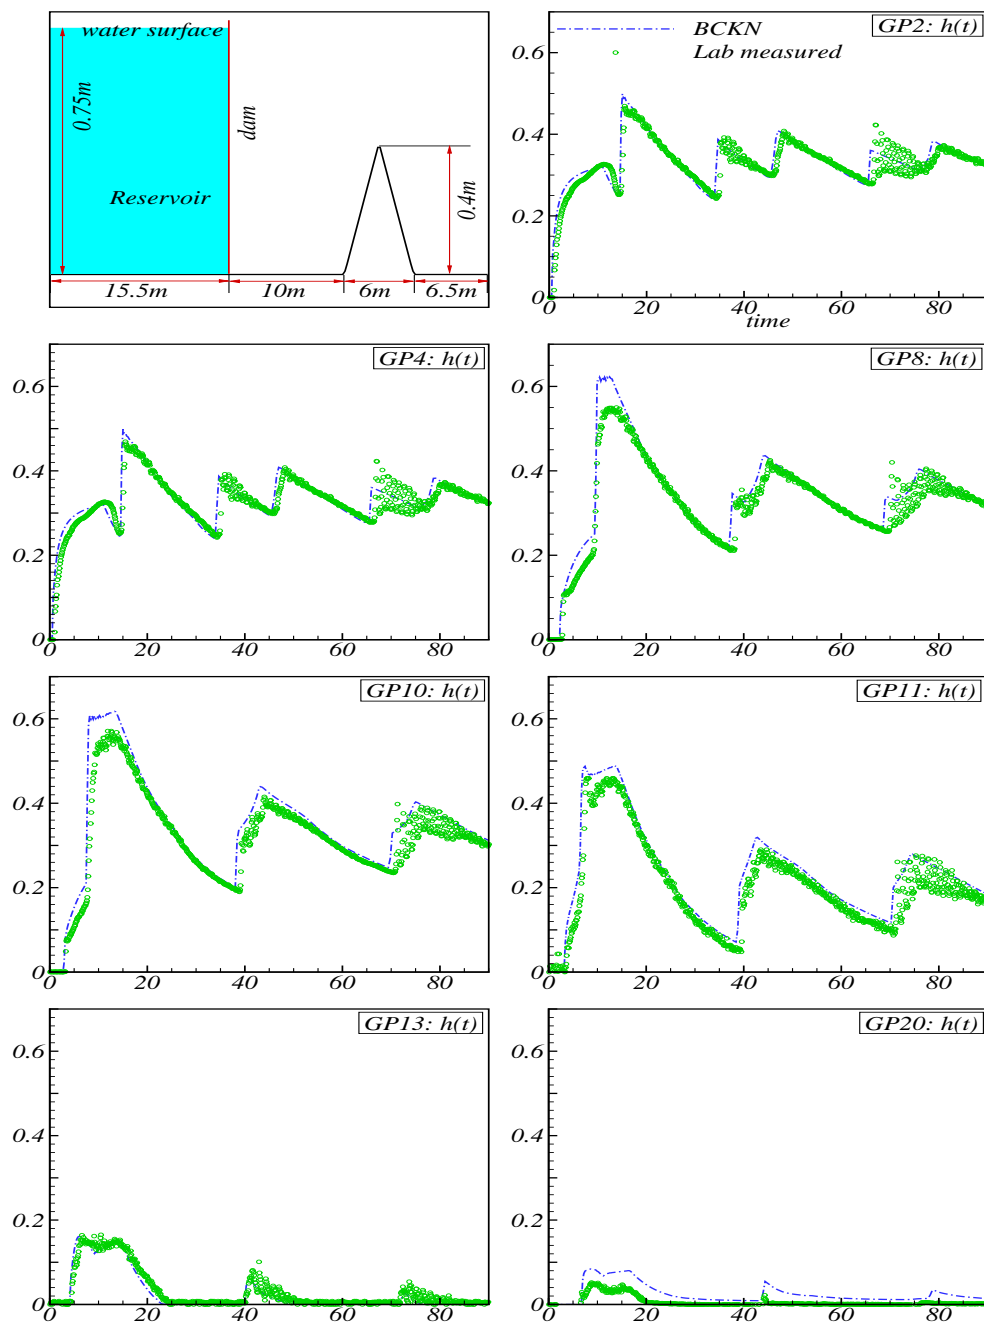 water surface
0.75m
dam
Reservoir
0.4m
15.5m 10m 6m 6.5m
GP2: h(t)
BCKN
Lab measured
0.6
0.4
0.2
0
0 20 40 60 80
time
GP4: h(t)
0.6
0.4
0.2
0
0 20 40 60 80
GP8: h(t)
0.6
0.4
0.2
0
0 20 40 60 80
GP10: h(t)
0.6
0.4
0.2
0
0 20 40 60 80
GP11: h(t)
0.6
0.4
0.2
0
0 20 40 60 80
GP13: h(t)
0.6
0.4
0.2
0
0 20 40 60 80
GP20: h(t)
0.6
0.4
0.2
0
0 20 40 60 80